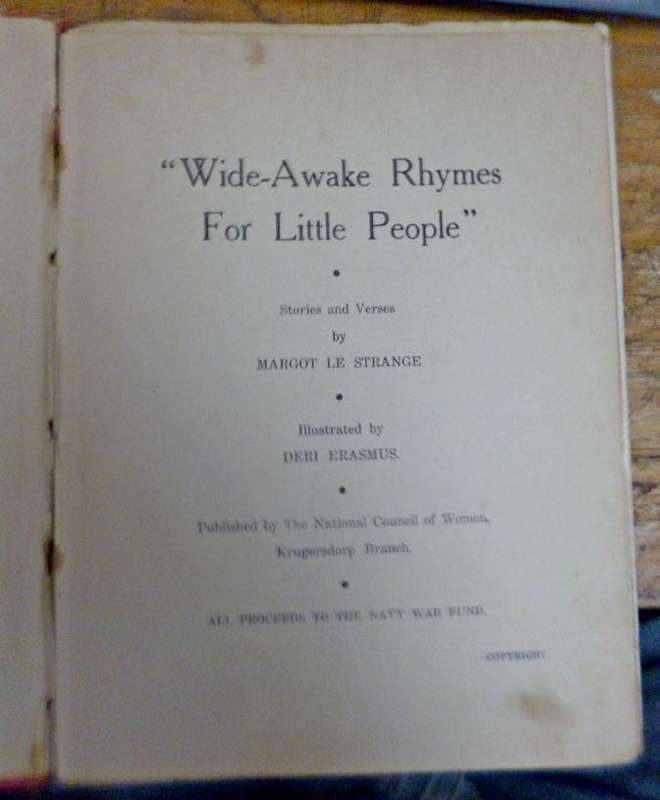 "Wide-Awake Rhymes
For Little People"
Stories and Verses
by
MARGOT LE STRANGE
Illustrated by
DERI ERASMUS.
Published by The National Council of Women,
Krugersdorp Branch.
ALL PROCEEDS TO THE NAVY WAR FUND.
COPYRIGHT